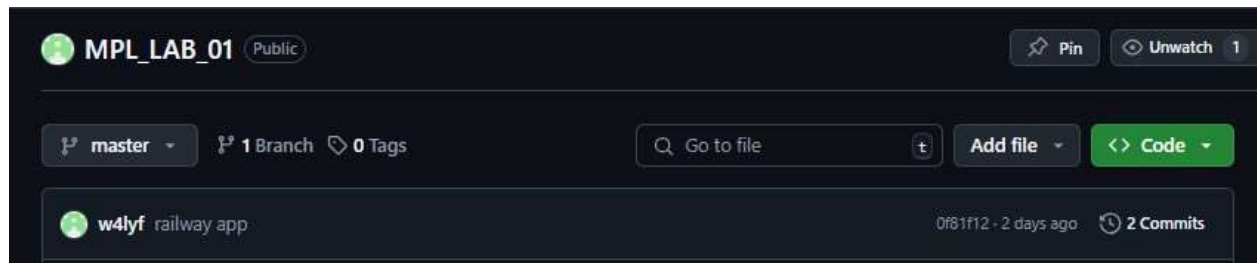 MPL_LAB_01 Public Pin Unwatch 1
master 1 Branch 0 Tags Go to file t Add file <> Code
w4lyf railway app 0f81f12 · 2 days ago 2 Commits